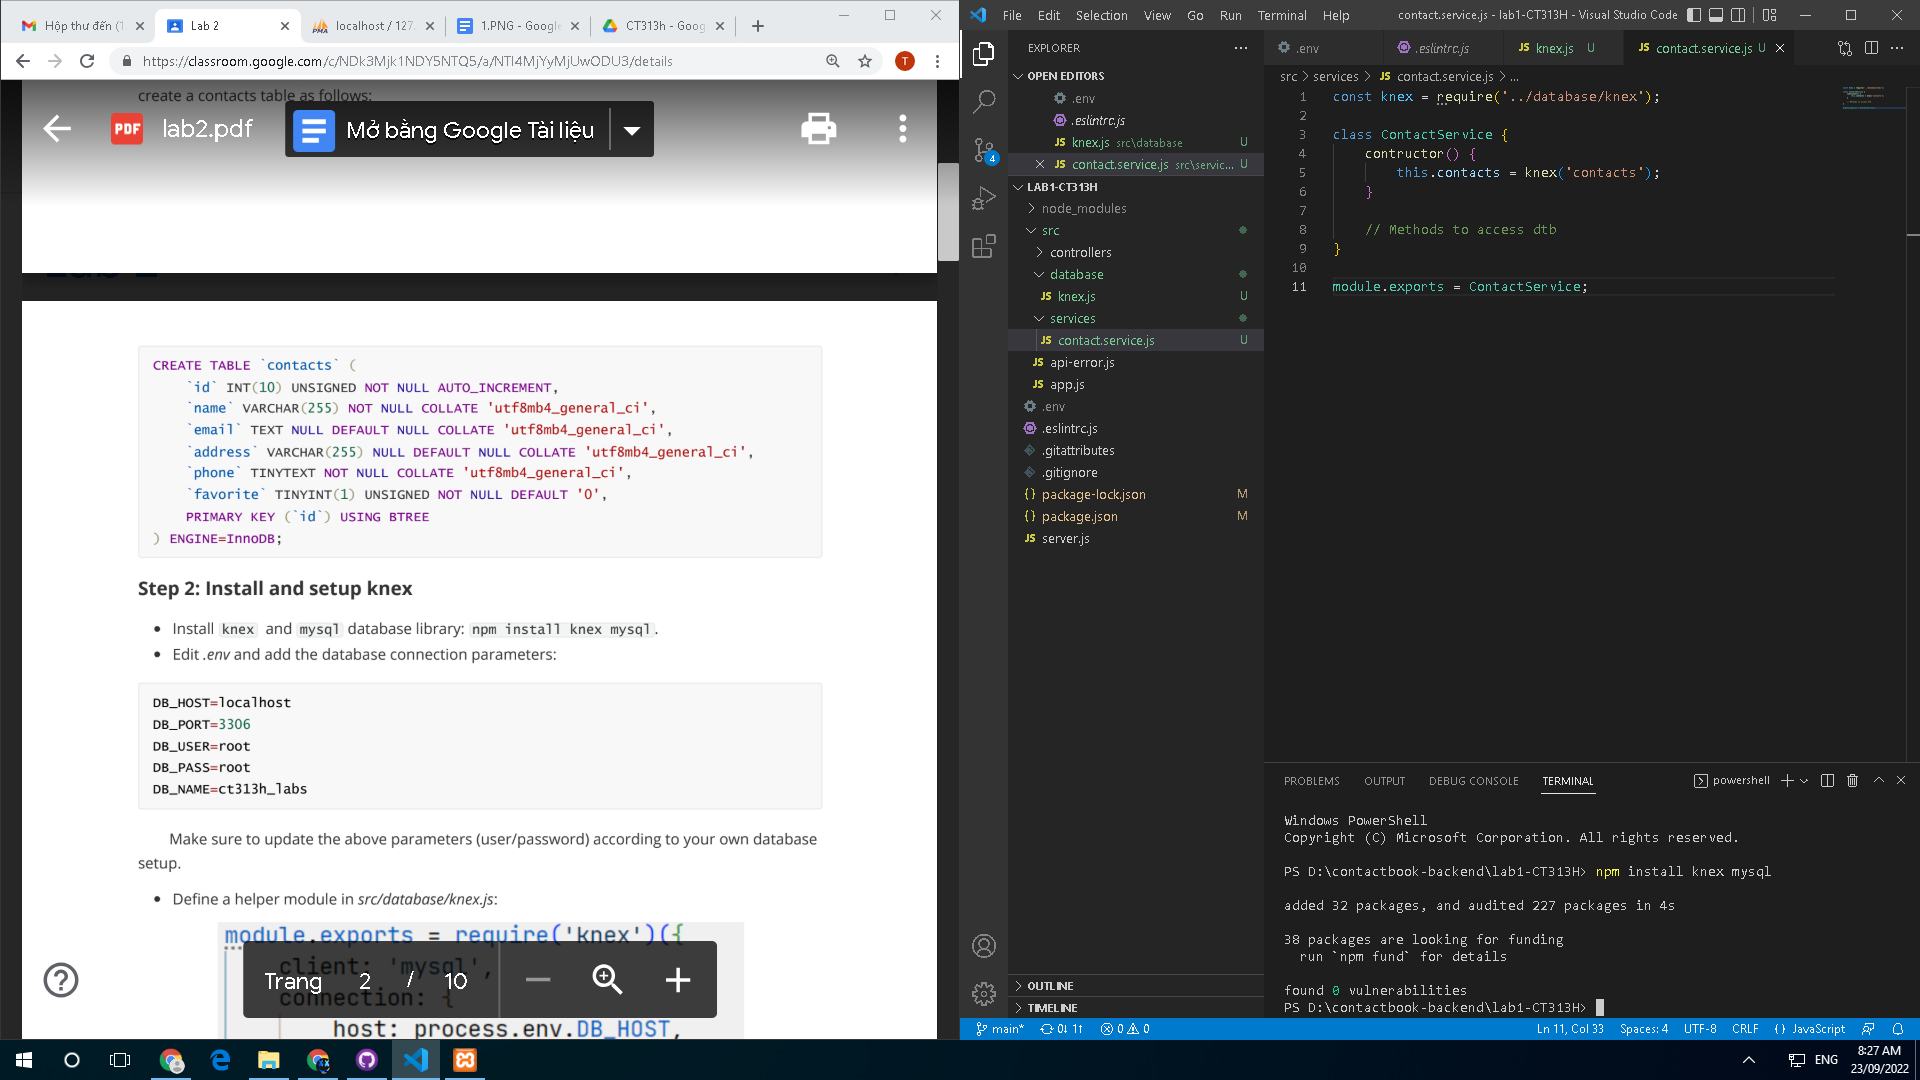 Hộp thư đến (1
Lab 2
localhost / 127.
1.PNG - Google
CT313h - Goog
https://classroom.google.com/c/NDk3Mjk1NDY5NTQ5/a/NTI4MjYyMjUwODU3/details
T
create a contacts table as follows:
PDF lab2.pdf
Mở bằng Google Tài liệu
CREATE TABLE `contacts` (
`id` INT(10) UNSIGNED NOT NULL AUTO_INCREMENT,
`name` VARCHAR(255) NOT NULL COLLATE 'utf8mb4_general_ci',
`email` TEXT NULL DEFAULT NULL COLLATE 'utf8mb4_general_ci',
`address` VARCHAR(255) NULL DEFAULT NULL COLLATE 'utf8mb4_general_ci',
`phone` TINYTEXT NOT NULL COLLATE 'utf8mb4_general_ci',
`favorite` TINYINT(1) UNSIGNED NOT NULL DEFAULT '0',
PRIMARY KEY (`id`) USING BTREE
) ENGINE=InnoDB;
Step 2: Install and setup knex
• Install knex and mysql database library: npm install knex mysql.
• Edit .env and add the database connection parameters:
DB_HOST=localhost
DB_PORT=3306
DB_USER=root
DB_PASS=root
DB_NAME=ct313h_labs
Make sure to update the above parameters (user/password) according to your own database
setup.
• Define a helper module in src/database/knex.js:
module.exports = require('knex')({
client: 'mysql',
connection: {
host: process.env.DB_HOST,
Trang 2 / 10
File Edit Selection View Go Run Terminal Help
contact.service.js - lab1-CT313H - Visual Studio Code
EXPLORER
OPEN EDITORS
.env
.eslintrc.js
knex.js src\database U
contact.service.js src\servic... U
4
LAB1-CT313H
node_modules
src
controllers
database
knex.js U
services
contact.service.js U
api-error.js
app.js
.env
.eslintrc.js
.gitattributes
.gitignore
package-lock.json M
package.json M
server.js
OUTLINE
TIMELINE
.env
.eslintrc.js
knex.js U
contact.service.js U
src > services > JS contact.service.js > ...
1 const knex = require('../database/knex');
2
3 class ContactService {
4 contructor() {
5 this.contacts = knex('contacts');
6 }
7
8 // Methods to access dtb
9 }
10
11 module.exports = ContactService;
PROBLEMS OUTPUT DEBUG CONSOLE TERMINAL
powershell
Windows PowerShell
Copyright (C) Microsoft Corporation. All rights reserved.
PS D:\contactbook-backend\lab1-CT313H> npm install knex mysql
added 32 packages, and audited 227 packages in 4s
38 packages are looking for funding
run `npm fund` for details
found 0 vulnerabilities
PS D:\contactbook-backend\lab1-CT313H>
main* 0↓ 1↑ 0 0
Ln 11, Col 33 Spaces: 4 UTF-8 CRLF {} JavaScript
ENG
8:27 AM
23/09/2022